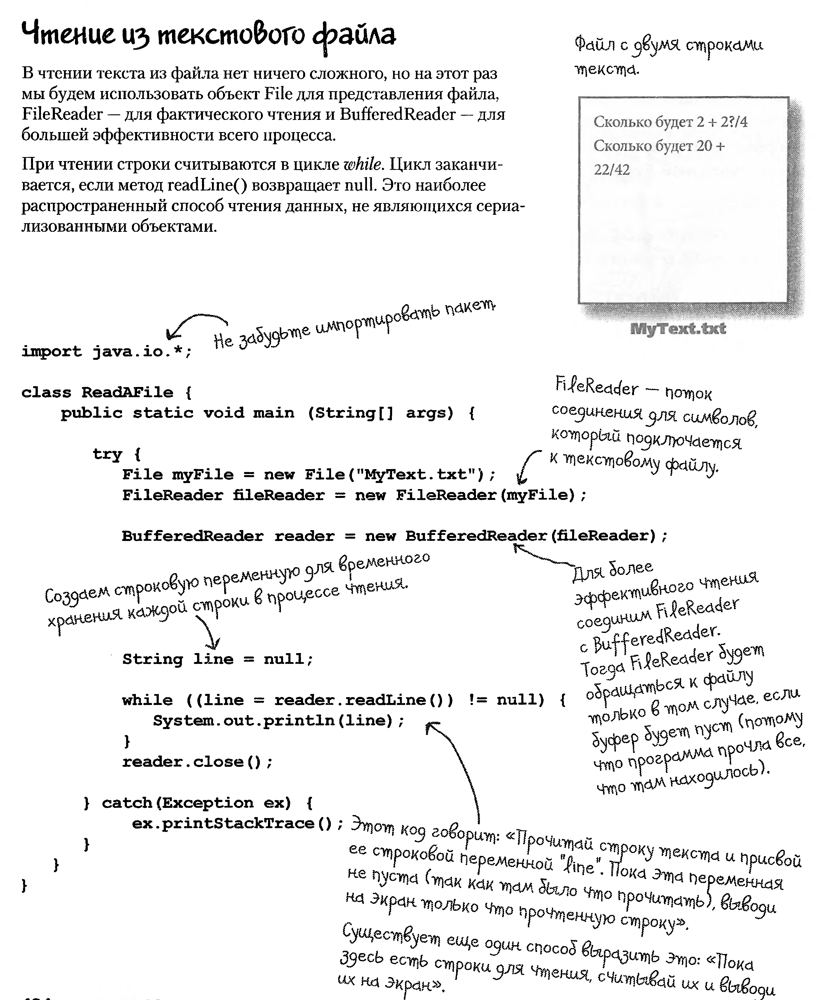 Чтение из текстового файла
В чтении текста из файла нет ничего сложного, но на этот раз
мы будем использовать объект File для представления файла,
FileReader — для фактического чтения и BufferedReader — для
большей эффективности всего процесса.
При чтении строки считываются в цикле while. Цикл заканчи-
вается, если метод readLine() возвращает null. Это наиболее
распространенный способ чтения данных, не являющихся сериа-
лизованными объектами.
Файл с двумя строками
текста.
Сколько будет 2 + 2?/4
Сколько будет 20 +
22/42
MyText.txt
Не забудьте импортировать пакет
import java.io.*;
class ReadAFile {
public static void main (String[] args) {
try {
File myFile = new File("MyText.txt");
FileReader fileReader = new FileReader(myFile);
FileReader — поток
соединения для символов,
который подключается
к текстовому файлу.
BufferedReader reader = new BufferedReader(fileReader);
Создаем строковую переменную для временного
хранения каждой строки в процессе чтения.
Для более
эффективного чтения
соединим FileReader
с BufferedReader.
Тогда FileReader будет
обращаться к файлу
только в том случае, если
буфер будет пуст (потому
что программа прочла все,
что там находилось).
String line = null;
while ((line = reader.readLine()) != null) {
System.out.println(line);
}
reader.close();
} catch(Exception ex) {
ex.printStackTrace();
}
}
}
Этот код говорит: «Прочитай строку текста и присвой
ее строковой переменной "line". Пока эта переменная
не пуста (так как там было что прочитать), выводи
на экран только что прочтенную строку».
Существует еще один способ выразить это: «Пока
здесь есть строки для чтения, считывай их и выводи
их на экран».